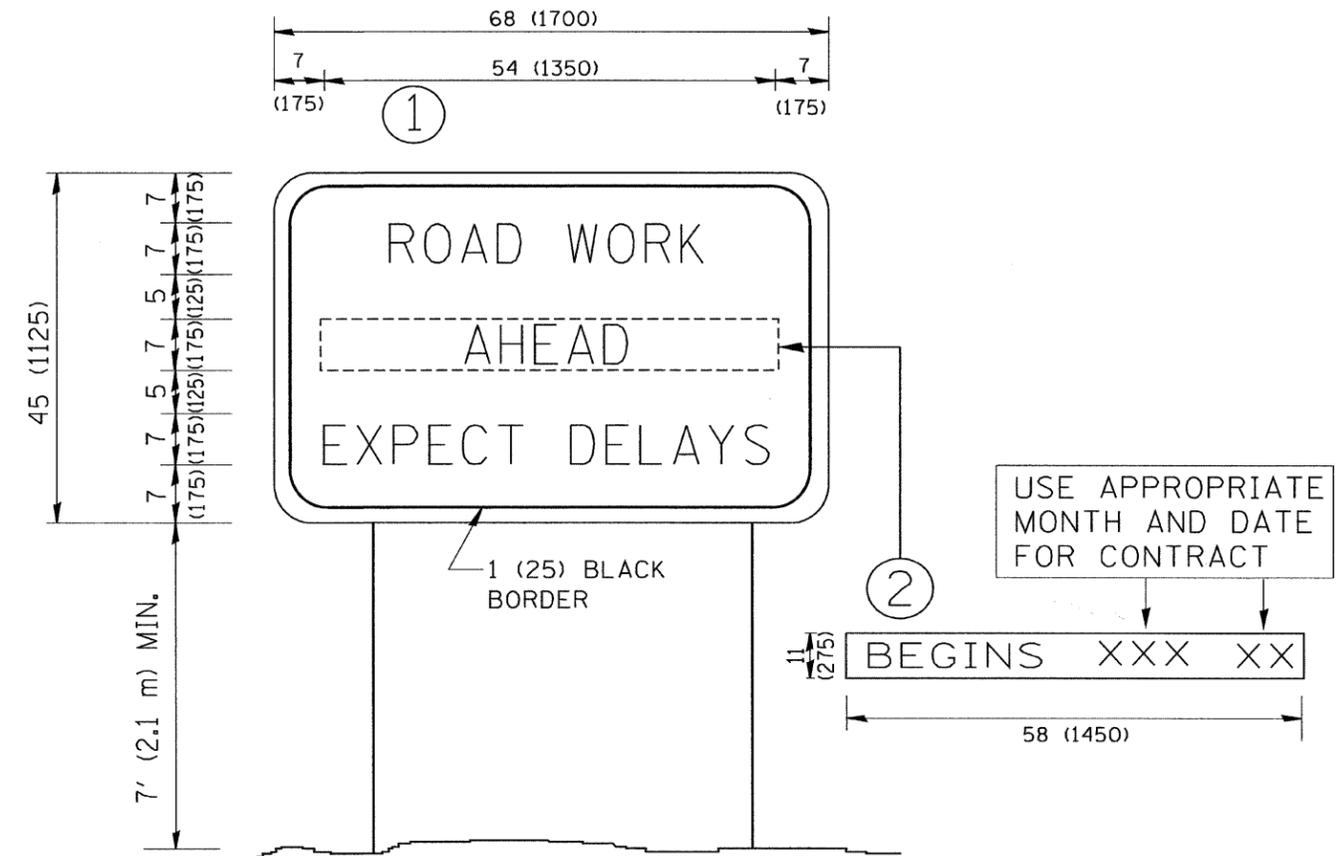 68 (1700)
7 54 (1350) 7
(175) (175)
1
45 (1125)
7 (175)
7 (175)
5 (125)
7 (175)
5 (125)
7 (175)
7 (175)
7' (2.1 m) MIN.
ROAD WORK
AHEAD
EXPECT DELAYS
1 (25) BLACK
BORDER
2
USE APPROPRIATE
MONTH AND DATE
FOR CONTRACT
11
(275)
BEGINS XXX XX
58 (1450)